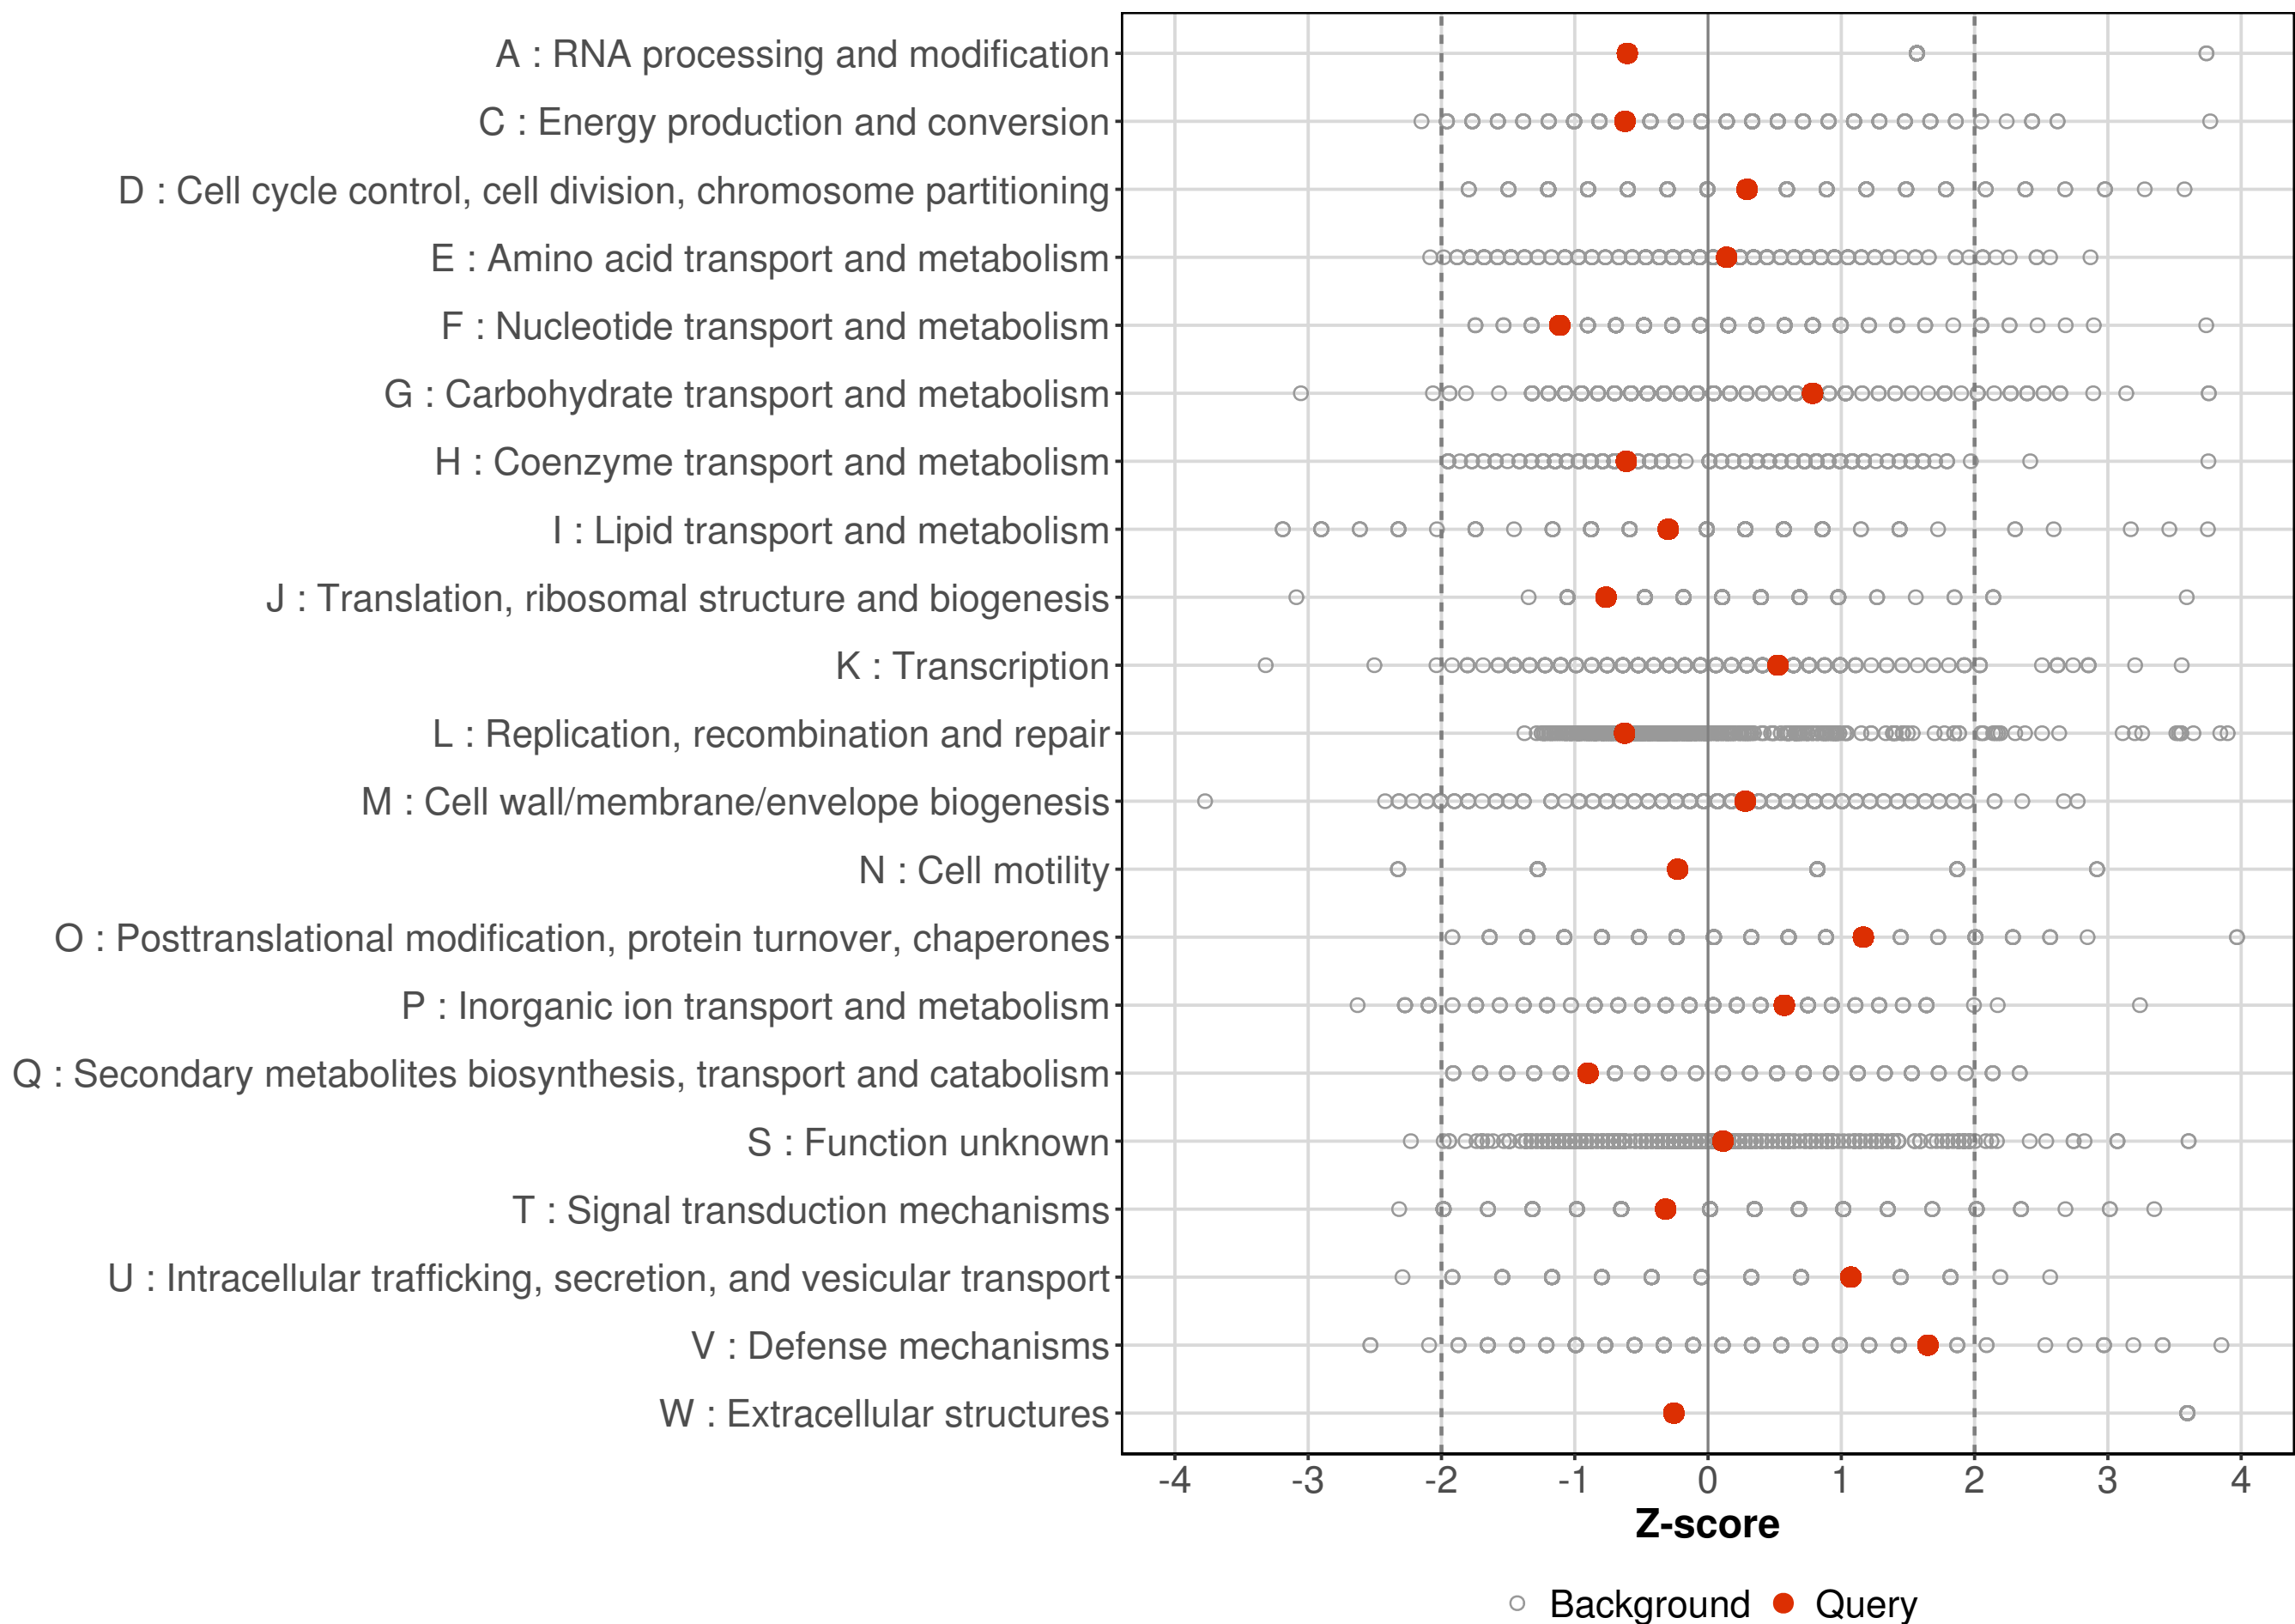 A : RNA processing and modification
C : Energy production and conversion
D : Cell cycle control, cell division, chromosome partitioning
E : Amino acid transport and metabolism
F : Nucleotide transport and metabolism
G : Carbohydrate transport and metabolism
H : Coenzyme transport and metabolism
I : Lipid transport and metabolism
J : Translation, ribosomal structure and biogenesis
K : Transcription
L : Replication, recombination and repair
M : Cell wall/membrane/envelope biogenesis
N : Cell motility
O : Posttranslational modification, protein turnover, chaperones
P : Inorganic ion transport and metabolism
Q : Secondary metabolites biosynthesis, transport and catabolism
S : Function unknown
T : Signal transduction mechanisms
U : Intracellular trafficking, secretion, and vesicular transport
V : Defense mechanisms
W : Extracellular structures
-4 -3 -2 -1 0 1 2 3 4
Z-score
Background Query